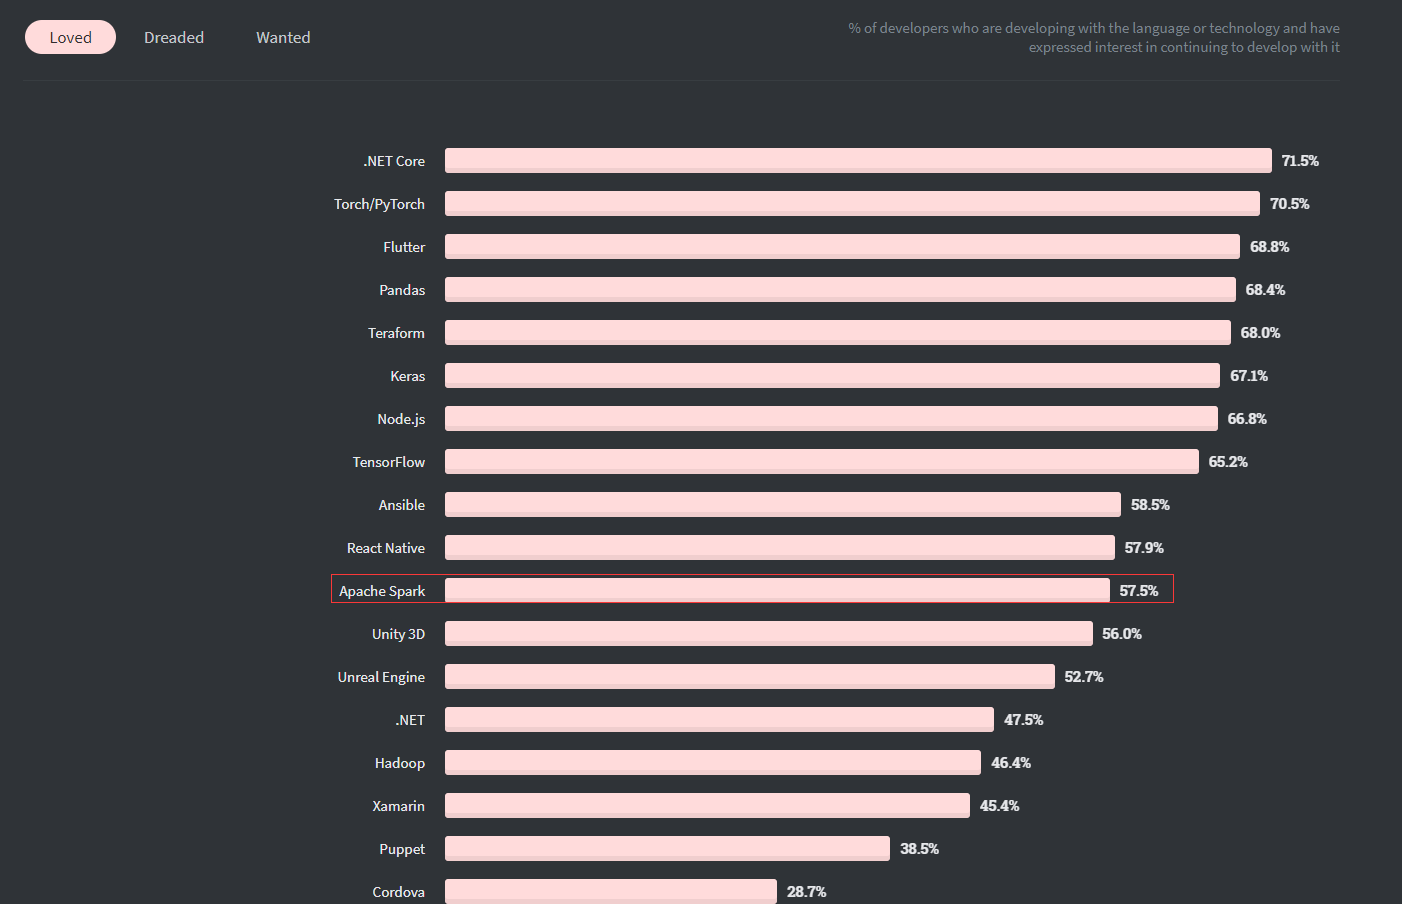 Loved Dreaded Wanted
% of developers who are developing with the language or technology and have
expressed interest in continuing to develop with it
.NET Core 71.5%
Torch/PyTorch 70.5%
Flutter 68.8%
Pandas 68.4%
Teraform 68.0%
Keras 67.1%
Node.js 66.8%
TensorFlow 65.2%
Ansible 58.5%
React Native 57.9%
Apache Spark 57.5%
Unity 3D 56.0%
Unreal Engine 52.7%
.NET 47.5%
Hadoop 46.4%
Xamarin 45.4%
Puppet 38.5%
Cordova 28.7%